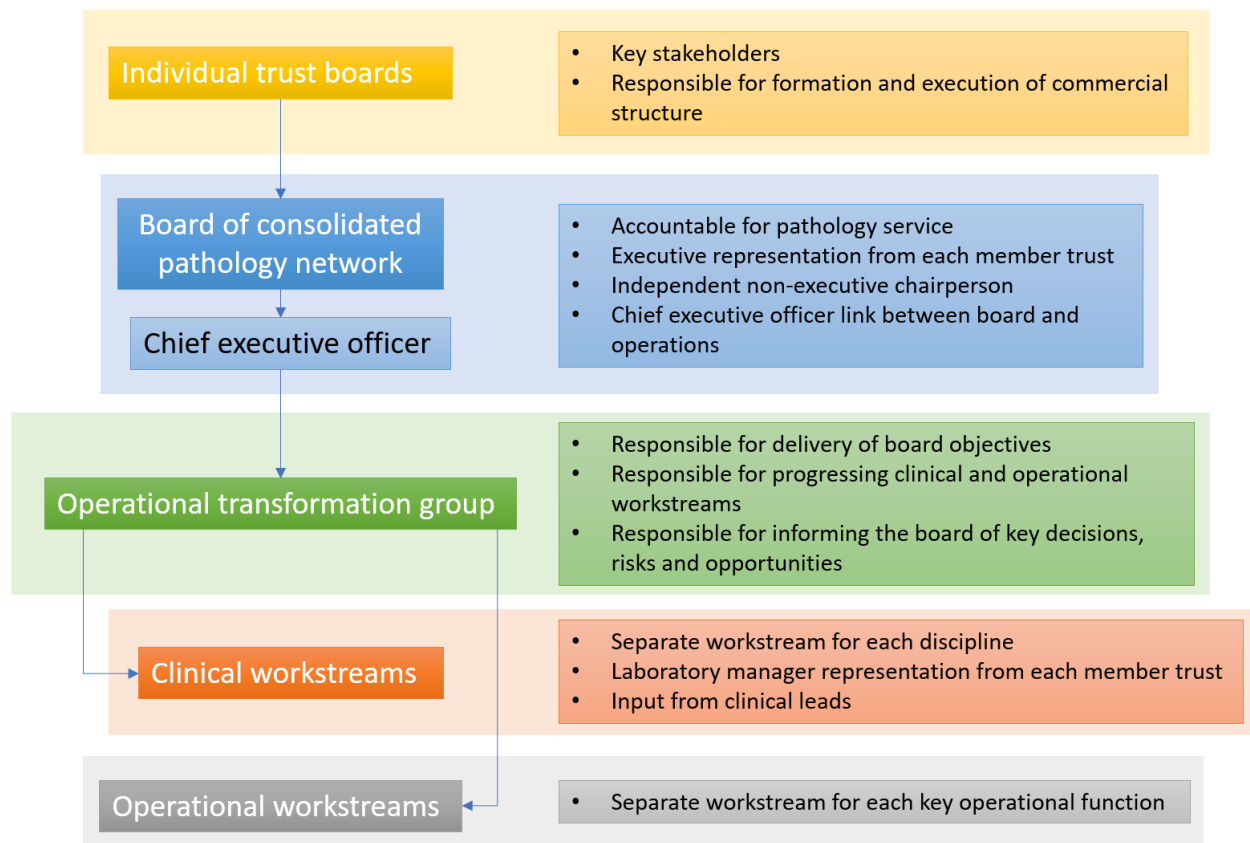 Individual trust boards
• Key stakeholders
• Responsible for formation and execution of commercial
structure
Board of consolidated
pathology network
Chief executive officer
• Accountable for pathology service
• Executive representation from each member trust
• Independent non-executive chairperson
• Chief executive officer link between board and
operations
Operational transformation group
• Responsible for delivery of board objectives
• Responsible for progressing clinical and operational
workstreams
• Responsible for informing the board of key decisions,
risks and opportunities
Clinical workstreams
• Separate workstream for each discipline
• Laboratory manager representation from each member trust
• Input from clinical leads
Operational workstreams
• Separate workstream for each key operational function